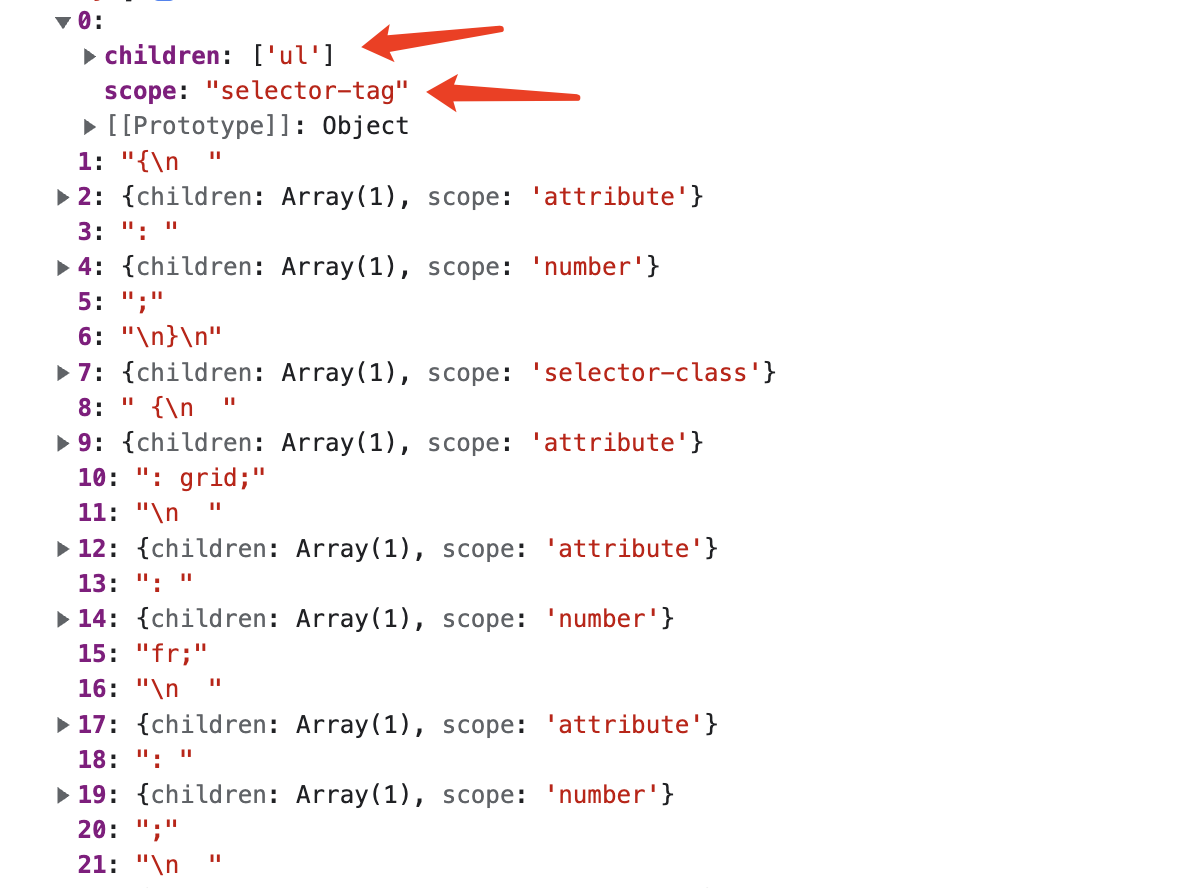 0:
children: ['ul']
scope: "selector-tag"
[[Prototype]]: Object
1: "{\n  "
2: {children: Array(1), scope: 'attribute'}
3: ": "
4: {children: Array(1), scope: 'number'}
5: ";"
6: "\n}\n"
7: {children: Array(1), scope: 'selector-class'}
8: " {\n  "
9: {children: Array(1), scope: 'attribute'}
10: ": grid;"
11: "\n  "
12: {children: Array(1), scope: 'attribute'}
13: ": "
14: {children: Array(1), scope: 'number'}
15: "fr;"
16: "\n  "
17: {children: Array(1), scope: 'attribute'}
18: ": "
19: {children: Array(1), scope: 'number'}
20: ";"
21: "\n  "